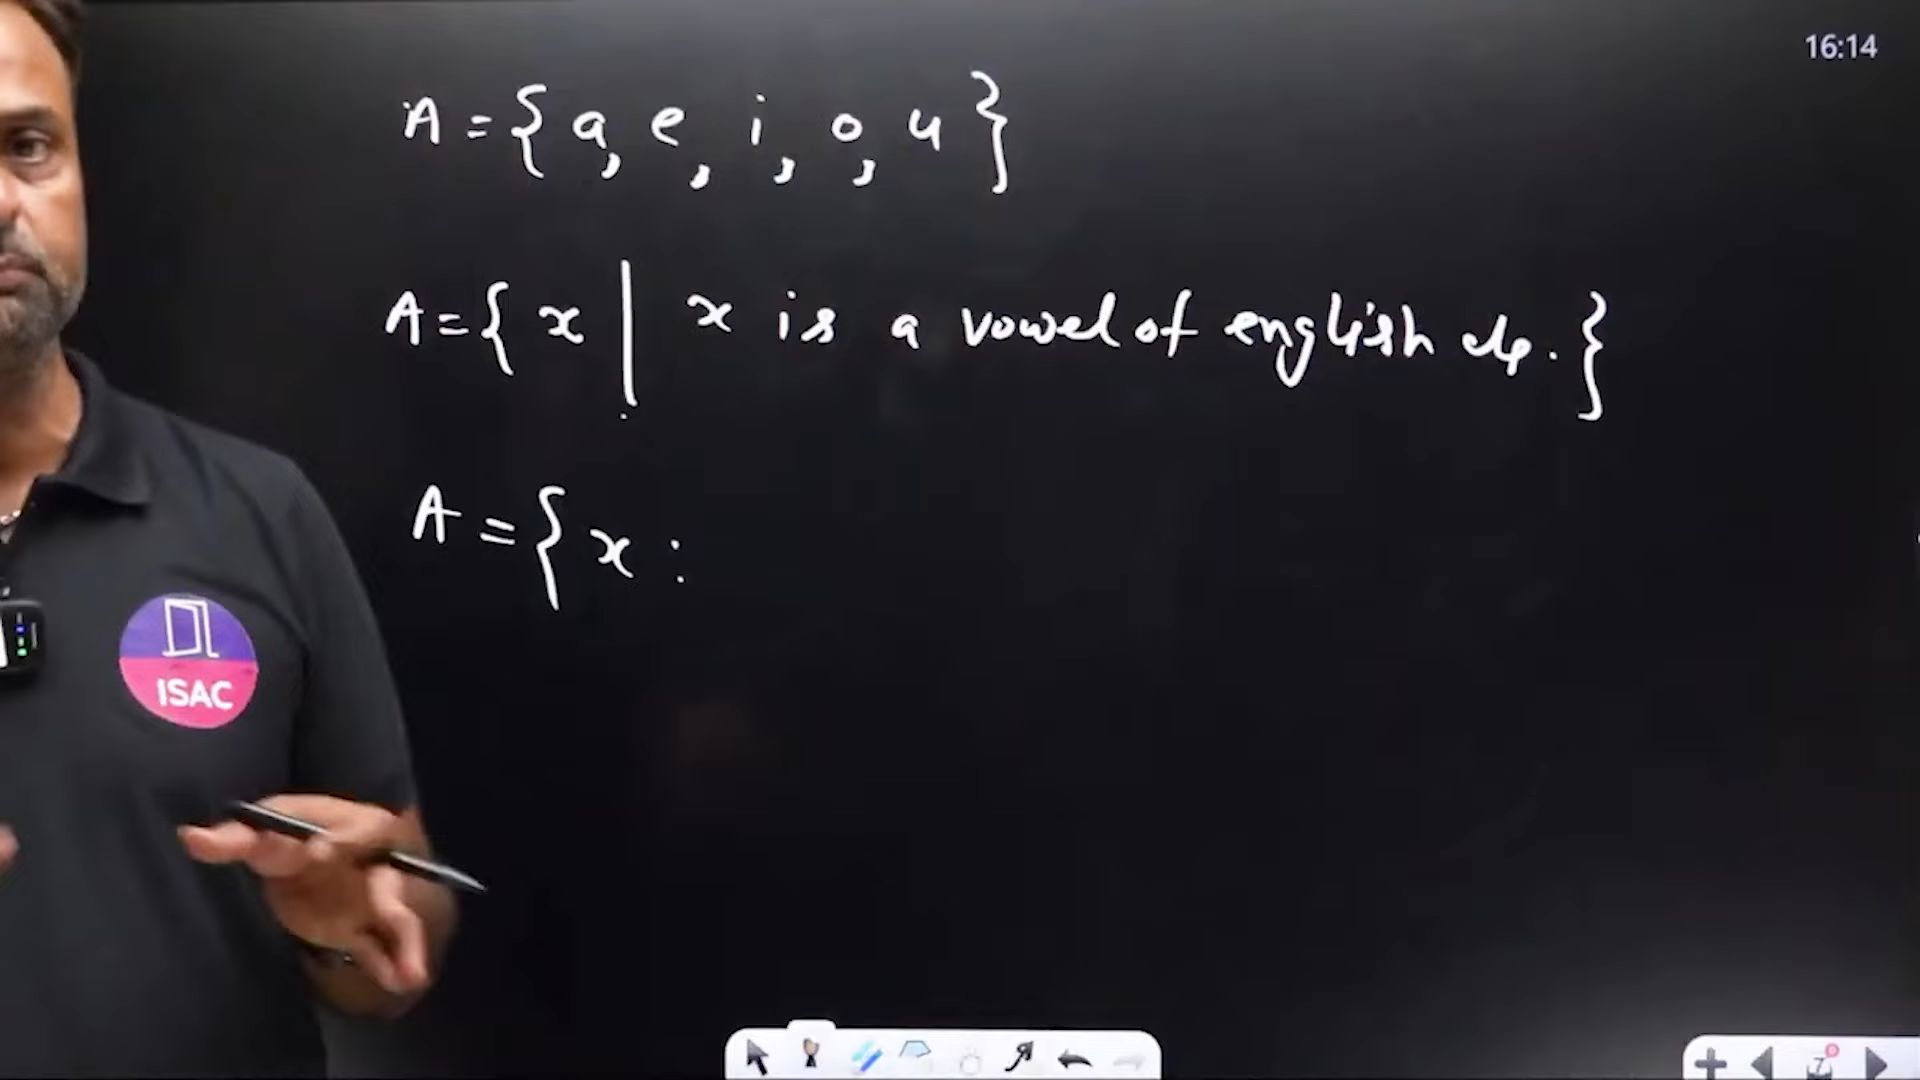 16:14
A = { a, e, i, o, u }
A = { x | x is a vowel of english alp. }
A = { x :
ISAC